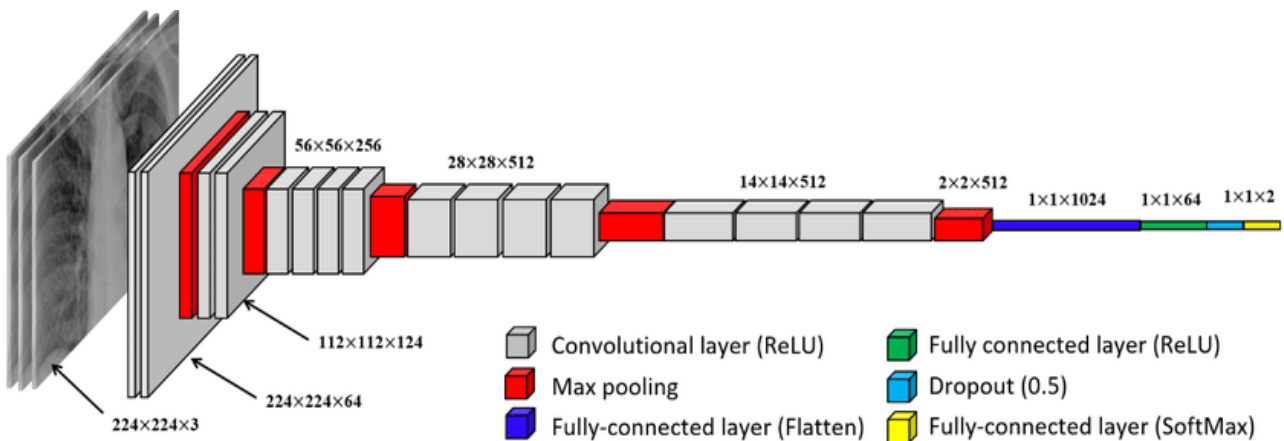 56×56×256
28×28×512
14×14×512
2×2×512
1×1×1024
1×1×64
1×1×2
112×112×124
224×224×64
224×224×3
Convolutional layer (ReLU)
Max pooling
Fully-connected layer (Flatten)
Fully connected layer (ReLU)
Dropout (0.5)
Fully-connected layer (SoftMax)